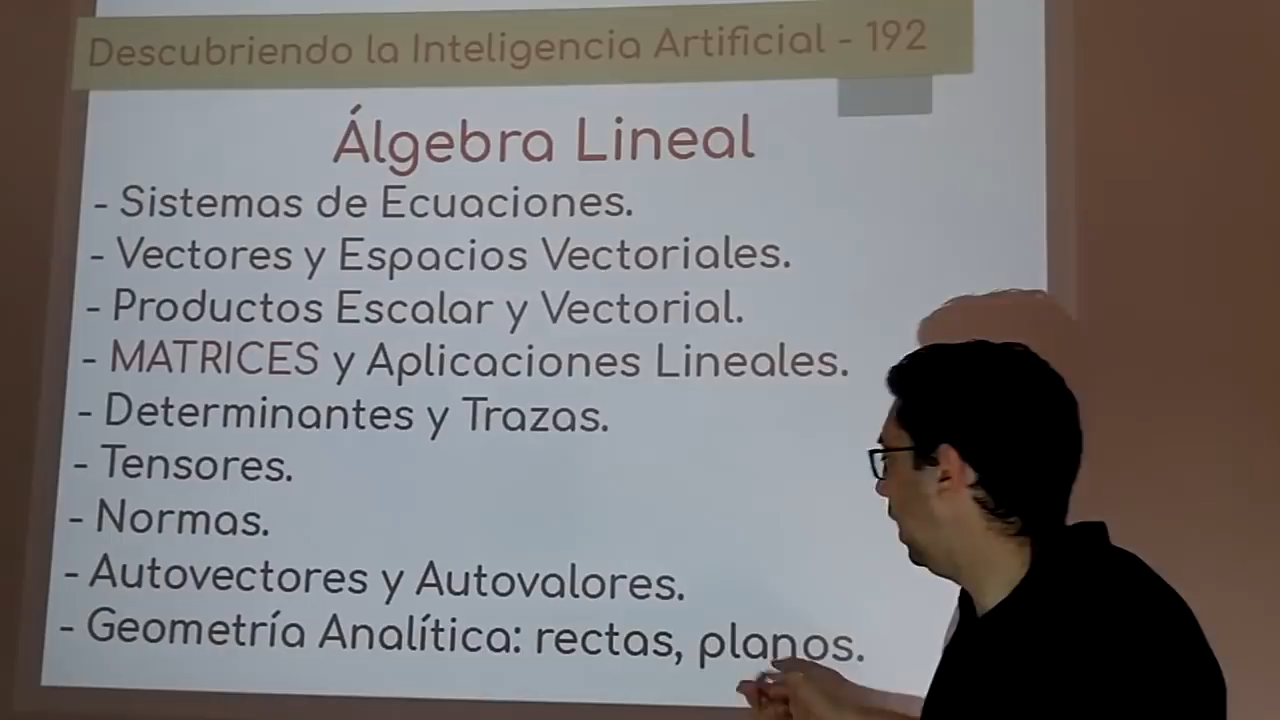 Descubriendo la Inteligencia Artificial - 192
Álgebra Lineal
- Sistemas de Ecuaciones.
- Vectores y Espacios Vectoriales.
- Productos Escalar y Vectorial.
- MATRICES y Aplicaciones Lineales.
- Determinantes y Trazas.
- Tensores.
- Normas.
- Autovectores y Autovalores.
- Geometría Analítica: rectas, planos.